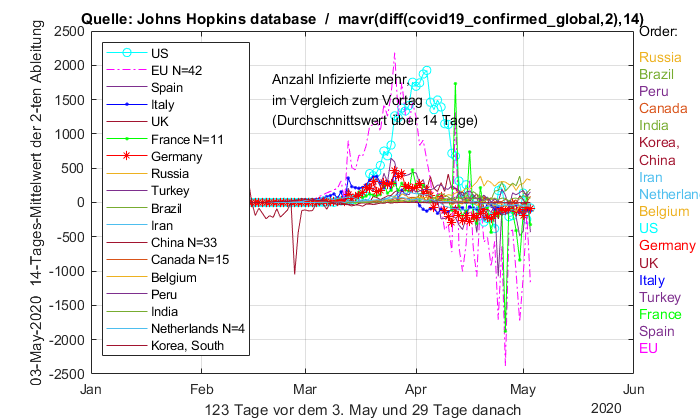 Quelle: Johns Hopkins database / mavr(diff(covid19_confirmed_global,2),14)
03-May-2020 14-Tages-Mittelwert der 2-ten Ableitung
2500
2000
1500
1000
500
0
-500
-1000
-1500
-2000
-2500
US
EU N=42
Spain
Italy
UK
France N=11
Germany
Russia
Turkey
Brazil
Iran
China N=33
Canada N=15
Belgium
Peru
India
Netherlands N=4
Korea, South
Anzahl Infizierte mehr,
im Vergleich zum Vortag
(Durchschnittswert über 14 Tage)
Order:
Russia
Brazil
Peru
Canada
India
Korea,
China
Iran
Netherlan
Belgium
US
Germany
UK
Italy
Turkey
France
Spain
EU
Jan Feb Mar Apr May Jun
2020
123 Tage vor dem 3. May und 29 Tage danach